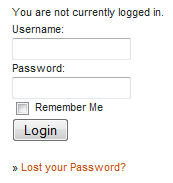 You are not currently logged in.
Username:
Password:
Remember Me
Login
» Lost your Password?